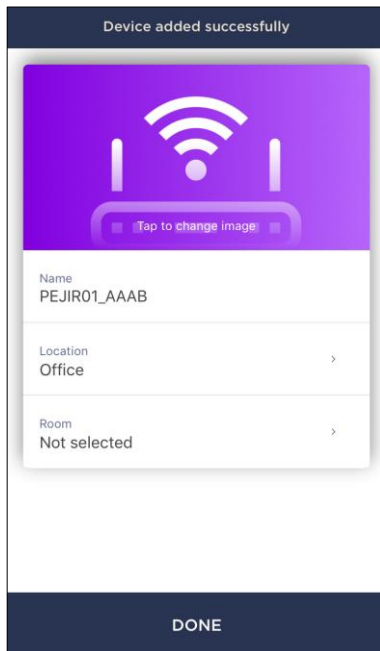 Device added successfully
Tap to change image
Name
PEJIR01_AAAB
Location
Office
Room
Not selected
DONE